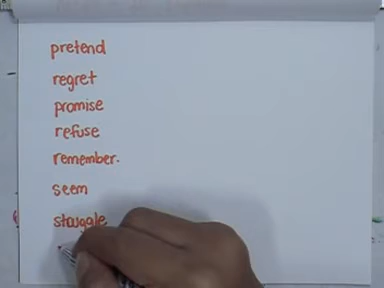 pretend
regret
promise
refuse
remember.
seem
struggle